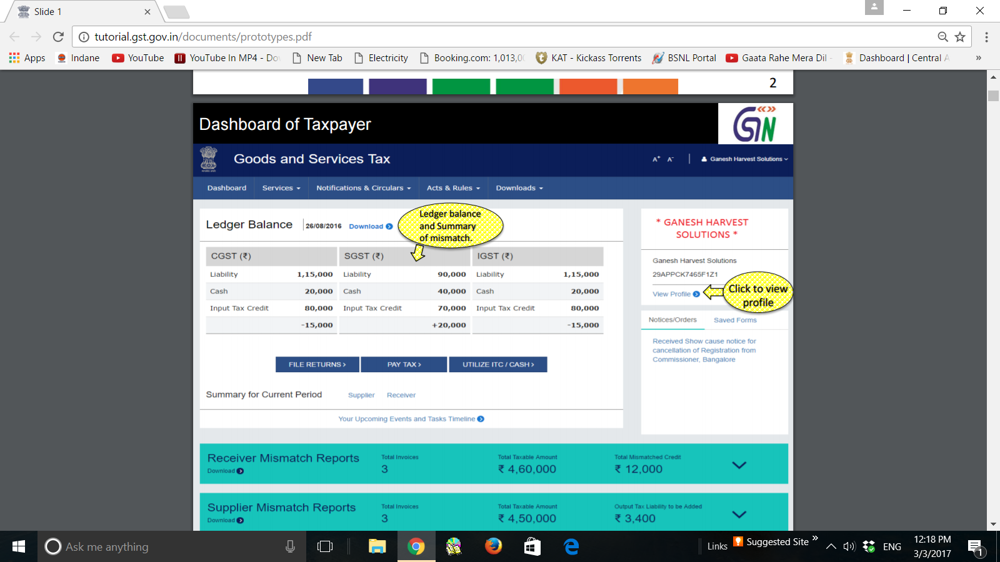 Slide 1
tutorial.gst.gov.in/documents/prototypes.pdf
Apps
Indane
YouTube
YouTube In MP4 - Do
New Tab
Electricity
Booking.com: 1,013,0
KAT - Kickass Torrents
BSNL Portal
Gaata Rahe Mera Dil -
Dashboard | Central A
»
2
Dashboard of Taxpayer
GSTN
Goods and Services Tax
A+ A- | Ganesh Harvest Solutions
Dashboard Services Notifications & Circulars Acts & Rules Downloads
Ledger Balance 26/08/2016 Download
Ledger balance
and Summary
of mismatch.
CGST (₹) SGST (₹) IGST (₹)
Liability 1,15,000 Liability 90,000 Liability 1,15,000
Cash 20,000 Cash 40,000 Cash 20,000
Input Tax Credit 80,000 Input Tax Credit 70,000 Input Tax Credit 80,000
-15,000 +20,000 -15,000
FILE RETURNS > PAY TAX > UTILIZE ITC / CASH >
Summary for Current Period Supplier Receiver
Your Upcoming Events and Tasks Timeline
* GANESH HARVEST
SOLUTIONS *
Ganesh Harvest Solutions
29APPCK7465F1Z1
View Profile
Click to view
profile
Notices/Orders Saved Forms
Received Show cause notice for
cancellation of Registration from
Commissioner, Bangalore
Receiver Mismatch Reports
Download
Total Invoices
3
Total Taxable Amount
₹ 4,60,000
Total Mismatched Credit
₹ 12,000
Supplier Mismatch Reports
Download
Total Invoices
3
Total Taxable Amount
₹ 4,50,000
Output Tax Liability to be Added
₹ 3,400
Ask me anything
Links
Suggested Site »
ENG
12:18 PM
3/3/2017
1